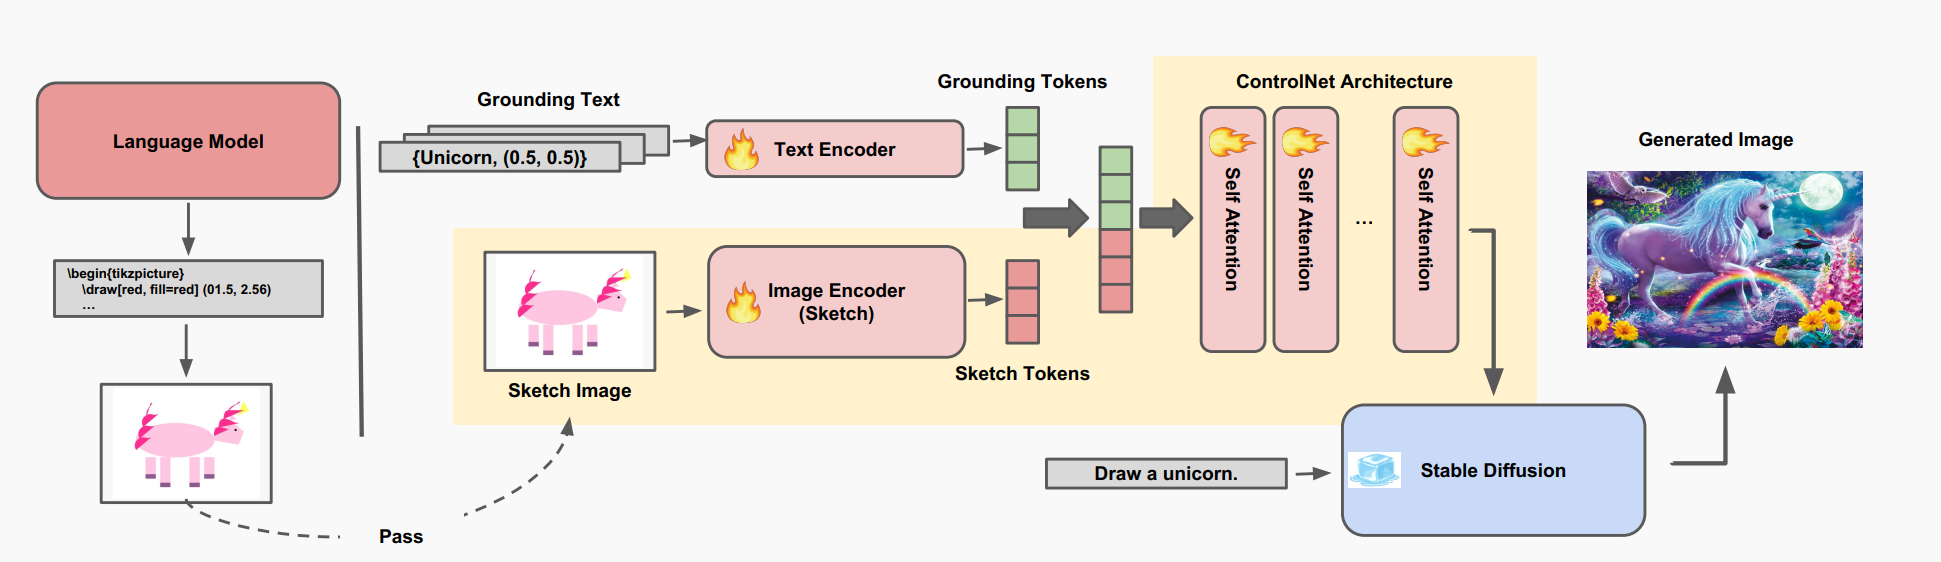 Language Model
\begin{tikzpicture}
\draw[red, fill=red] (01.5, 2.56)
...
Pass
Grounding Text
{Unicorn, (0.5, 0.5)}
Text Encoder
Grounding Tokens
Sketch Image
Image Encoder
(Sketch)
Sketch Tokens
ControlNet Architecture
Self Attention
Self Attention
...
Self Attention
Draw a unicorn.
Stable Diffusion
Generated Image